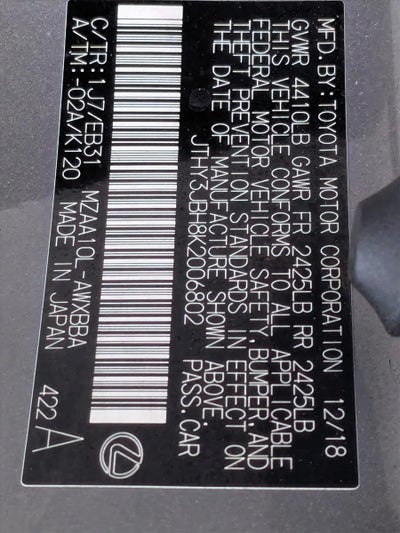 MFD.BY:TOYOTA MOTOR CORPORATION 12/18
GVWR 4410LB GAWR FR 2425LB RR 2425LB
THIS VEHICLE CONFORMS TO ALL APPLICABLE
FEDERAL MOTOR VEHICLE SAFETY, BUMPER, AND
THEFT PREVENTION STANDARDS IN EFFECT ON
THE DATE OF MANUFACTURE SHOWN ABOVE.
JTHY3JBH8K2006802 PASS.CAR
C/TR:1J7/EB31 MZAA10L-AWXBBA
A/TM:-02A/K120 MADE IN JAPAN 422 A